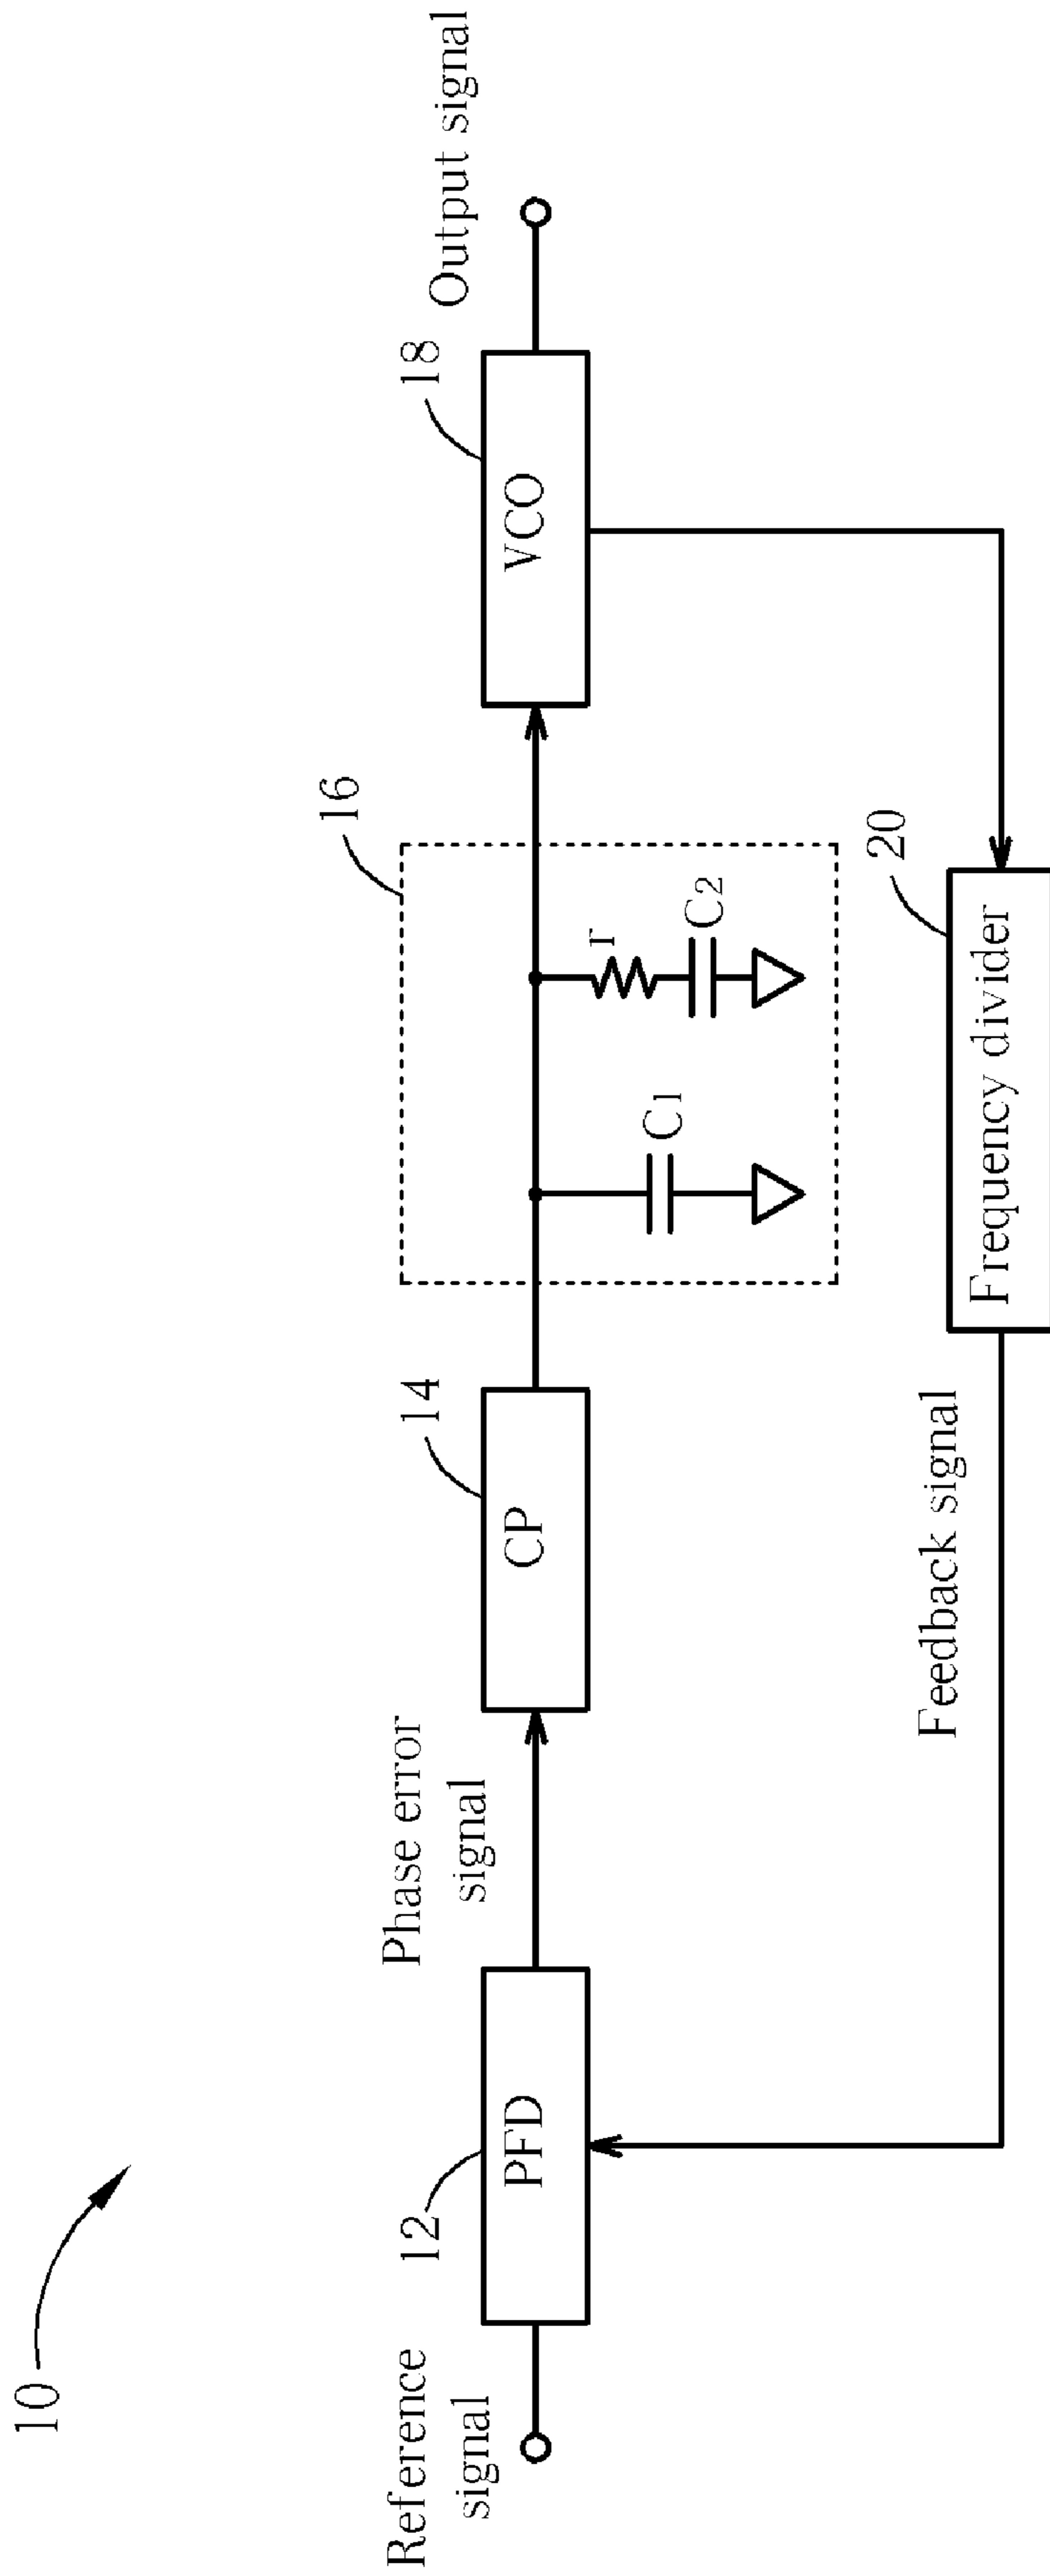 10
Reference
signal
12
PFD
Phase error
signal
14
CP
16
C1
r
C2
18
VCO
Output signal
20
Frequency divider
Feedback signal